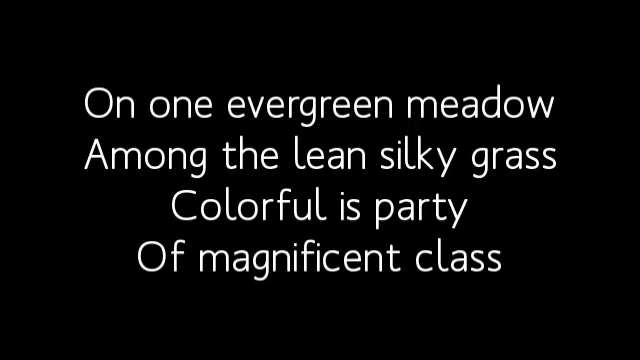 On one evergreen meadow
Among the lean silky grass
Colorful is party
Of magnificent class